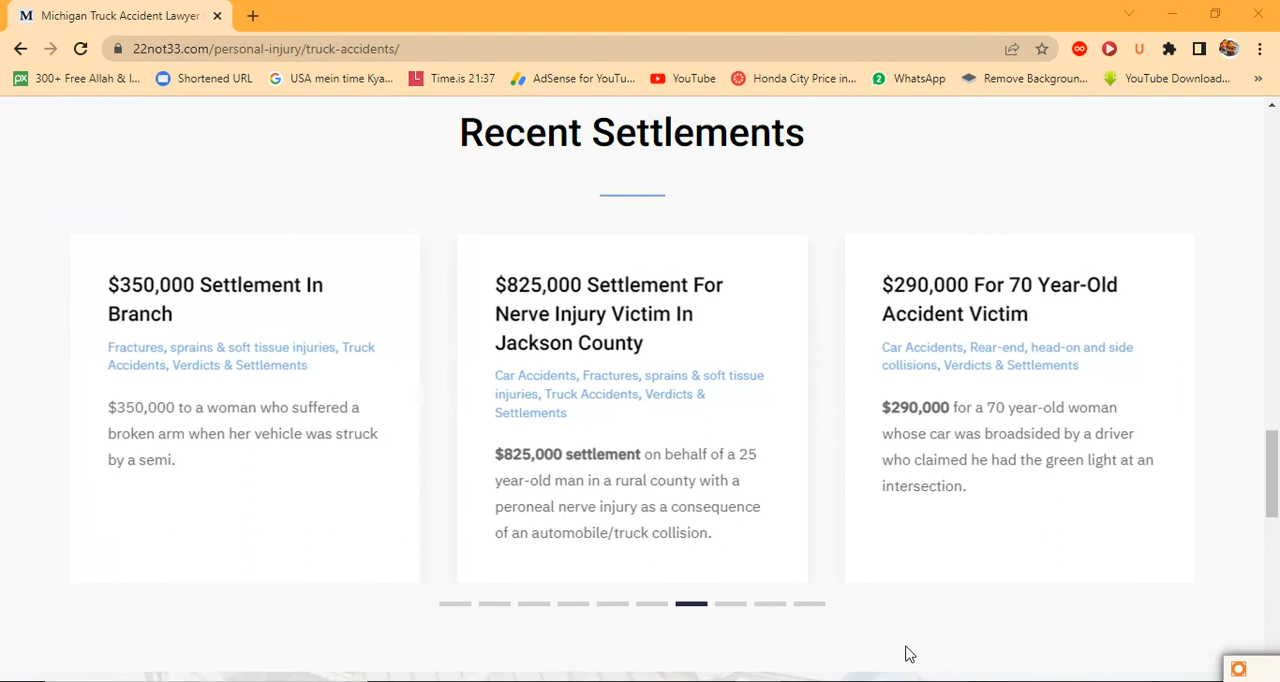 Michigan Truck Accident Lawyer
22not33.com/personal-injury/truck-accidents/
300+ Free Allah & I... Shortened URL USA mein time Kya... Time.is 21:37 AdSense for YouTu... YouTube Honda City Price in... WhatsApp Remove Backgroun... YouTube Download... »
Recent Settlements
$350,000 Settlement In
Branch
Fractures, sprains & soft tissue injuries, Truck
Accidents, Verdicts & Settlements
$350,000 to a woman who suffered a
broken arm when her vehicle was struck
by a semi.
$825,000 Settlement For
Nerve Injury Victim In
Jackson County
Car Accidents, Fractures, sprains & soft tissue
injuries, Truck Accidents, Verdicts &
Settlements
$825,000 settlement on behalf of a 25
year-old man in a rural county with a
peroneal nerve injury as a consequence
of an automobile/truck collision.
$290,000 For 70 Year-Old
Accident Victim
Car Accidents, Rear-end, head-on and side
collisions, Verdicts & Settlements
$290,000 for a 70 year-old woman
whose car was broadsided by a driver
who claimed he had the green light at an
intersection.